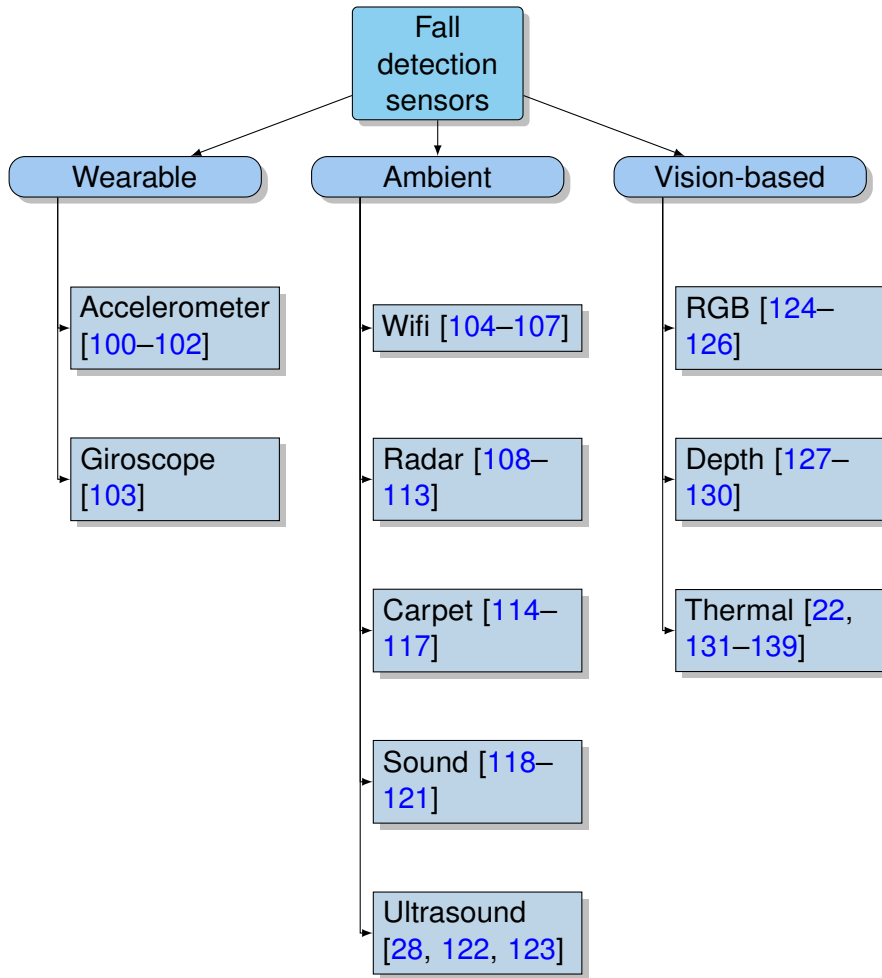 Fall
detection
sensors
Wearable
Ambient
Vision-based
Accelerometer
[100–102]
Giroscope
[103]
Wifi [104–107]
Radar [108–
113]
Carpet [114–
117]
Sound [118–
121]
Ultrasound
[28, 122, 123]
RGB [124–
126]
Depth [127–
130]
Thermal [22,
131–139]